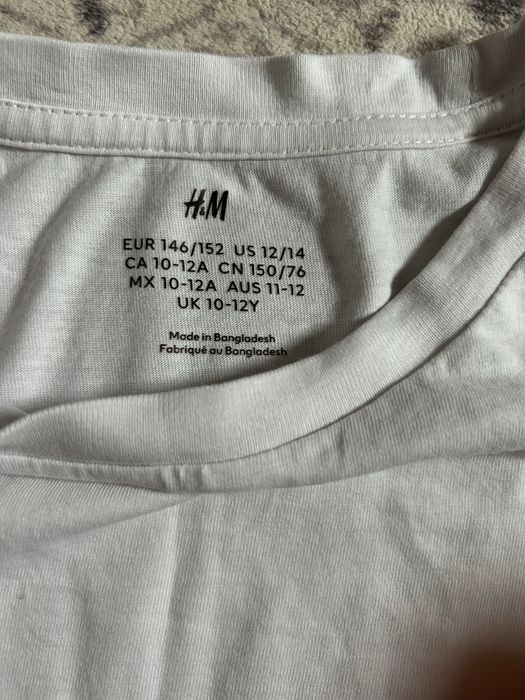 H&M
EUR 146/152 US 12/14
CA 10-12A CN 150/76
MX 10-12A AUS 11-12
UK 10-12Y
Made in Bangladesh
Fabriqué au Bangladesh